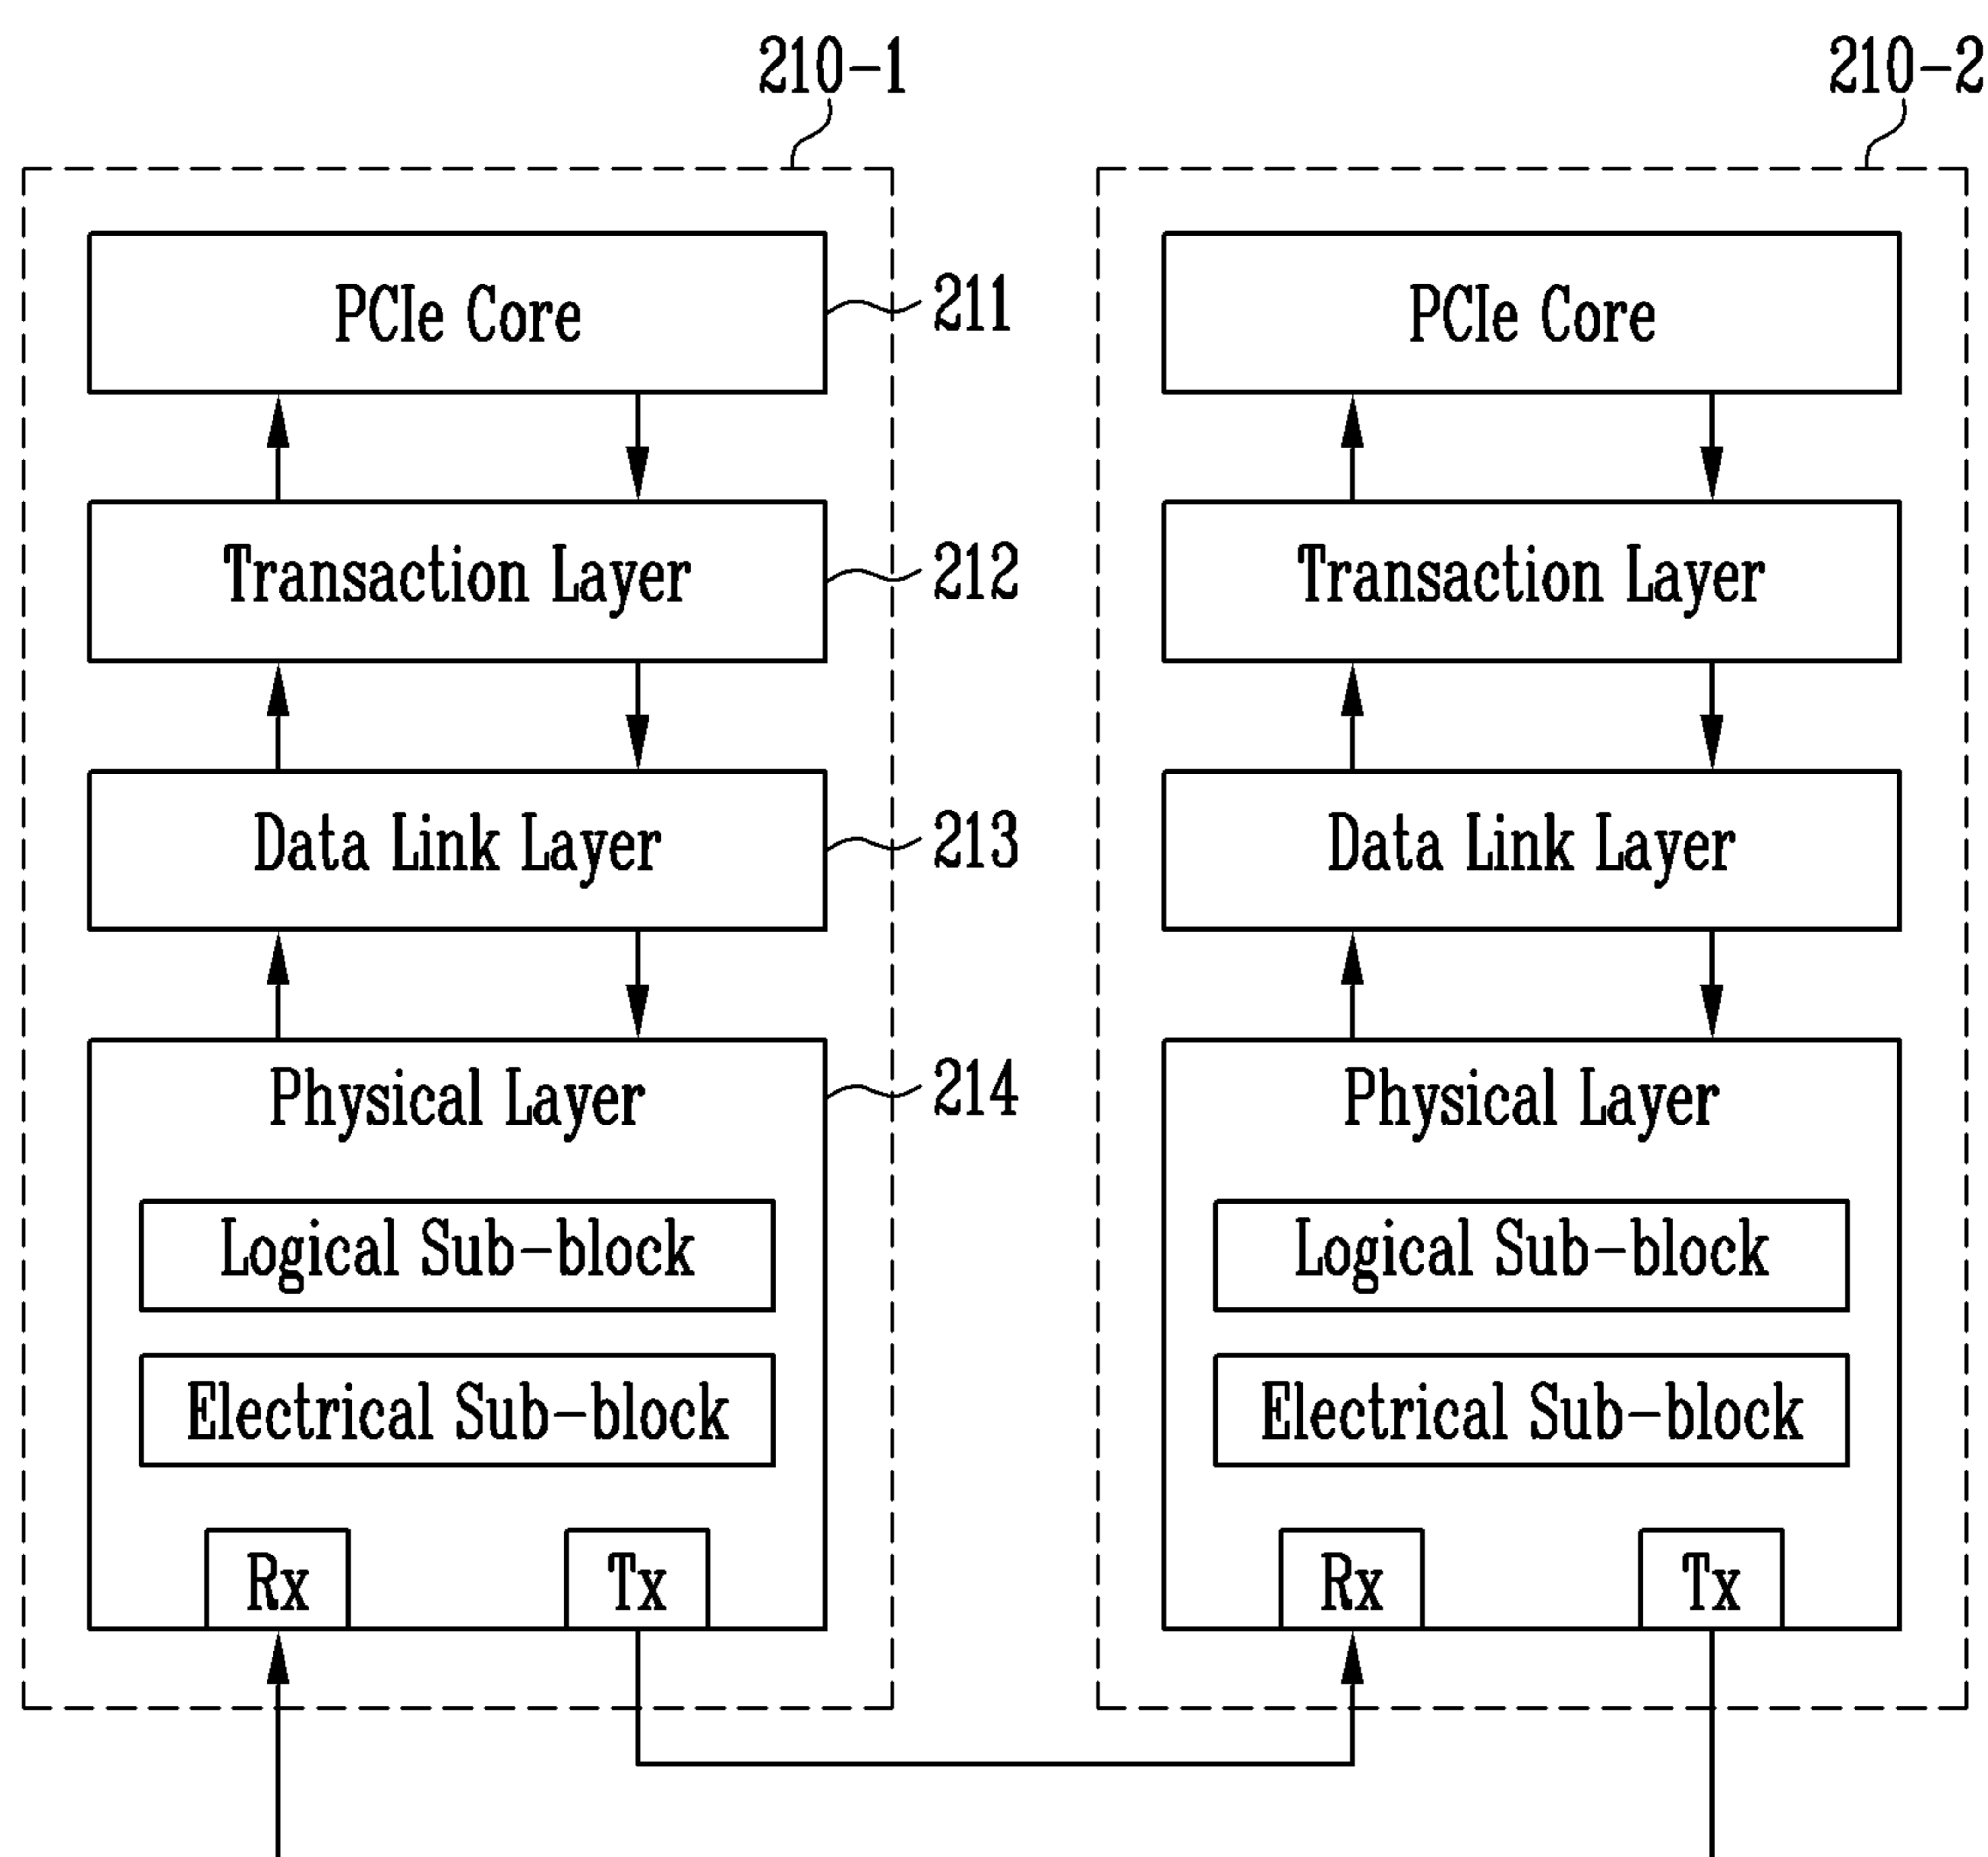 210-1
210-2
PCIe Core
211
PCIe Core
Transaction Layer
212
Transaction Layer
Data Link Layer
213
Data Link Layer
Physical Layer
214
Physical Layer
Logical Sub-block
Logical Sub-block
Electrical Sub-block
Electrical Sub-block
Rx
Tx
Rx
Tx